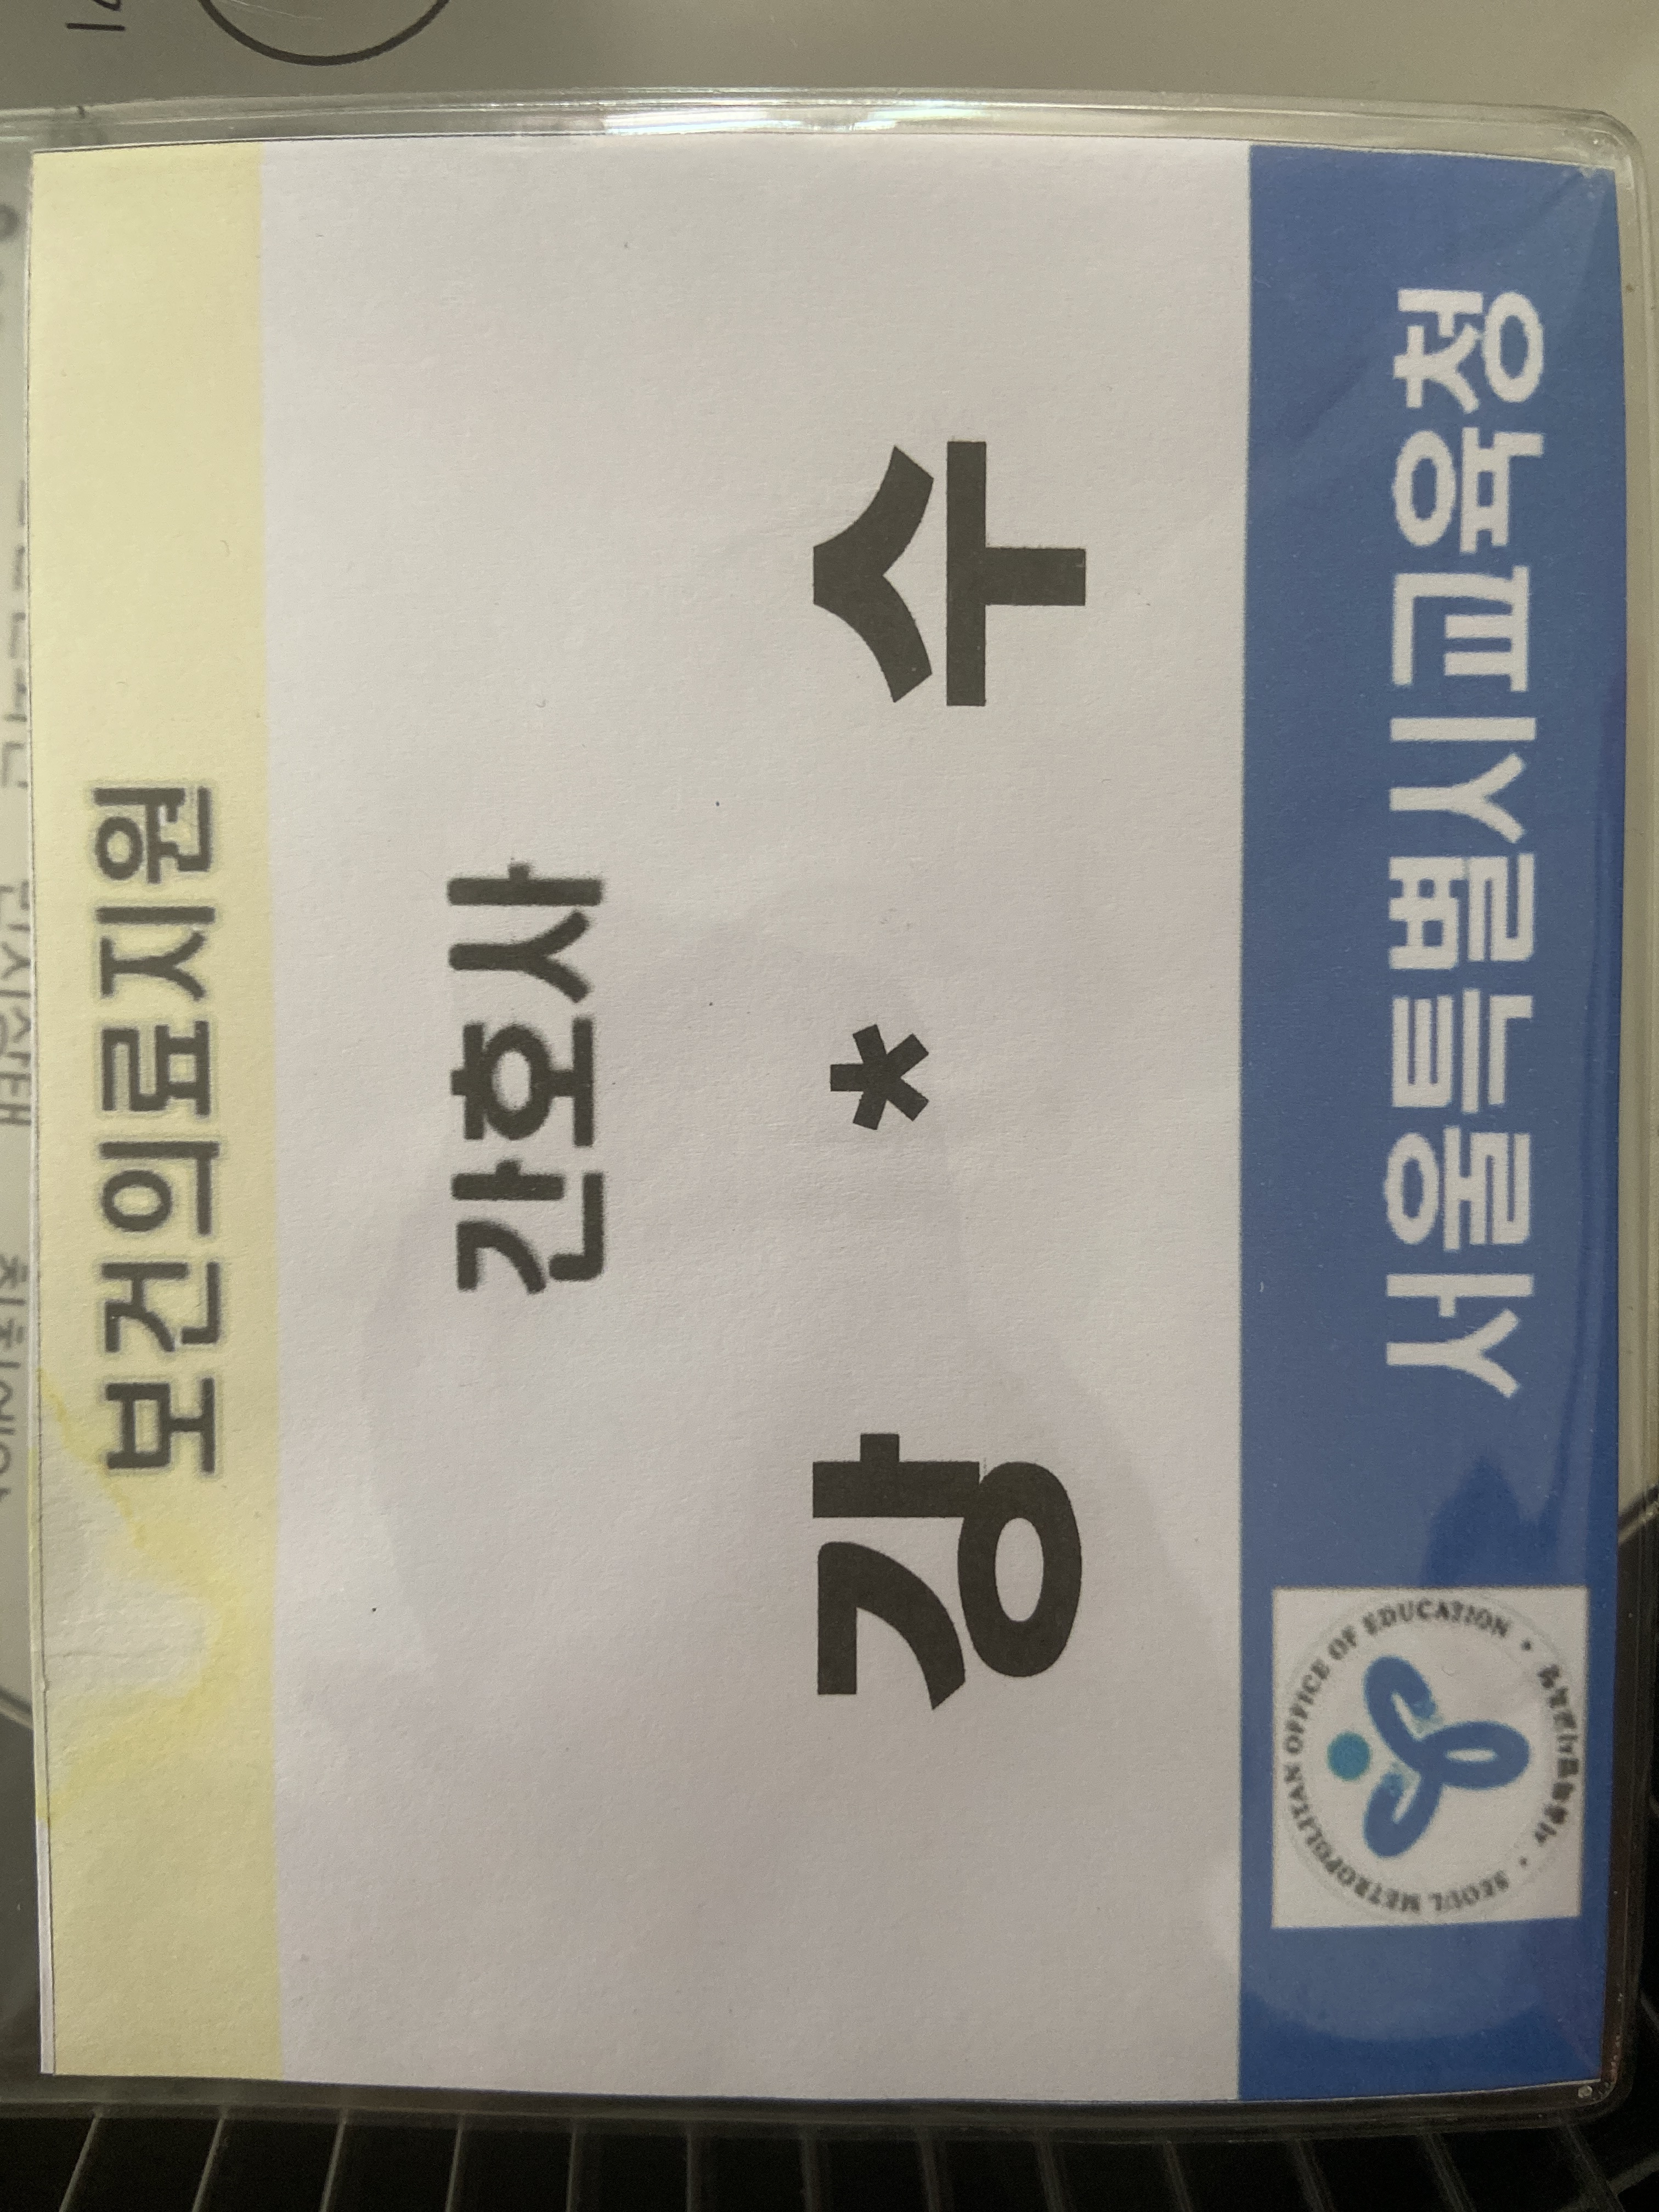 보건의료지원
간호사
강 * 수
서울특별시교육청
SEOUL METROPOLITAN OFFICE OF EDUCATION